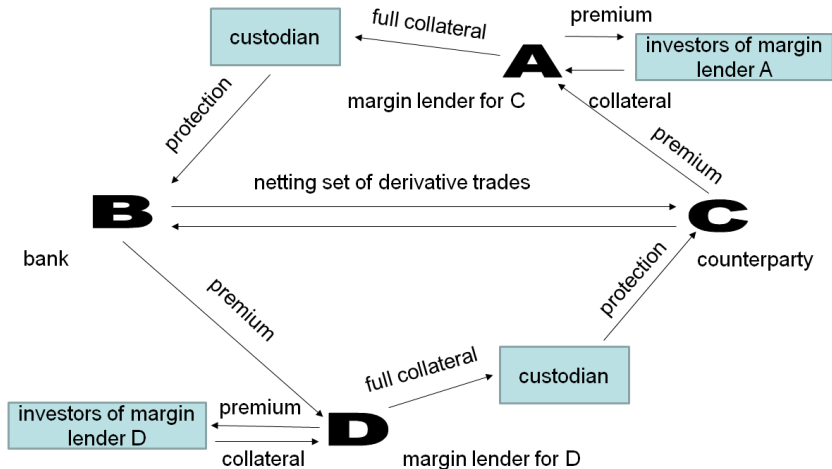 full collateral
premium
custodian
A
investors of margin
lender A
margin lender for C
collateral
protection
premium
netting set of derivative trades
B
C
bank
counterparty
premium
protection
full collateral
custodian
investors of margin
lender D
premium
D
collateral
margin lender for D